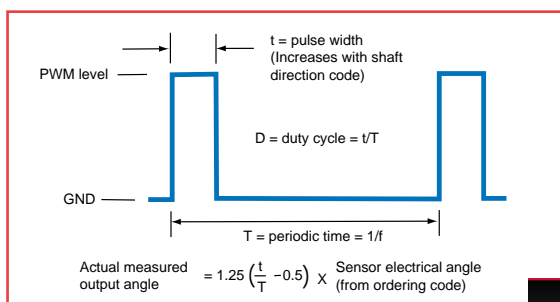 t = pulse width
(Increases with shaft
direction code)
PWM level
D = duty cycle = t/T
GND
T = periodic time = 1/f
Actual measured
output angle
= 1.25 (t/T −0.5) X
Sensor electrical angle
(from ordering code)